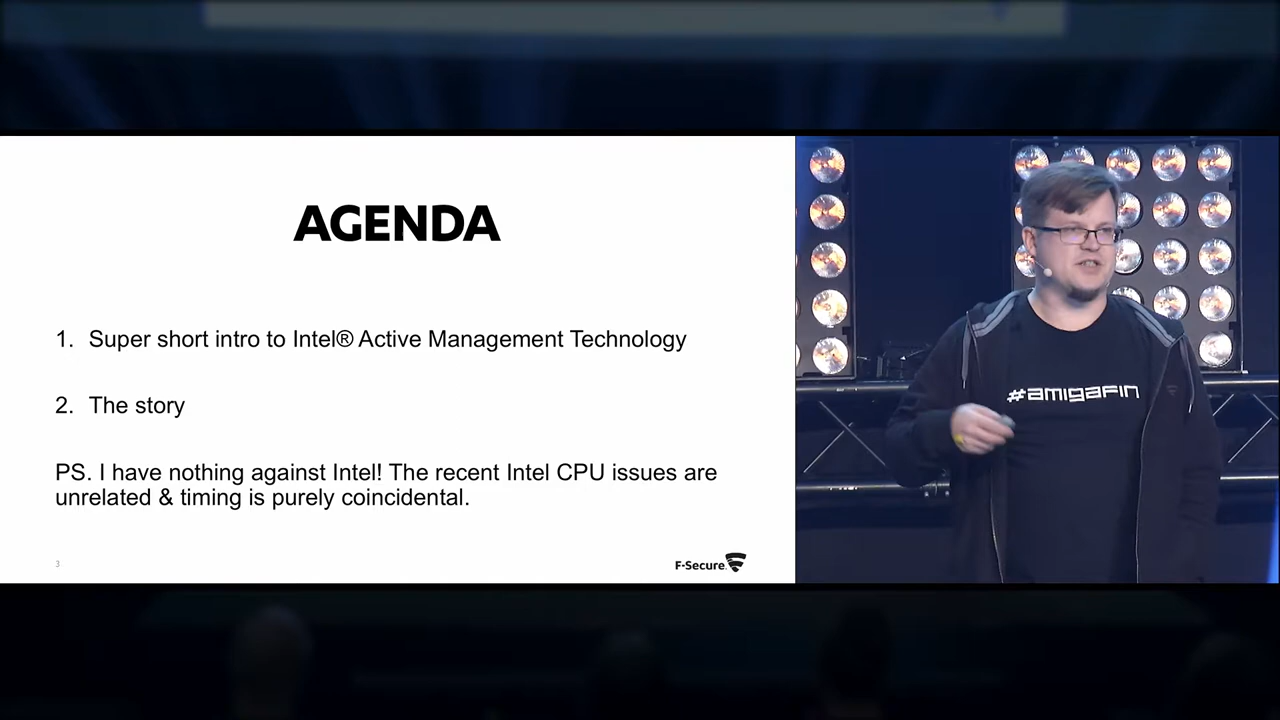 AGENDA
1. Super short intro to Intel® Active Management Technology
2. The story
PS. I have nothing against Intel! The recent Intel CPU issues are
unrelated & timing is purely coincidental.
3
F-Secure.
#amigafin